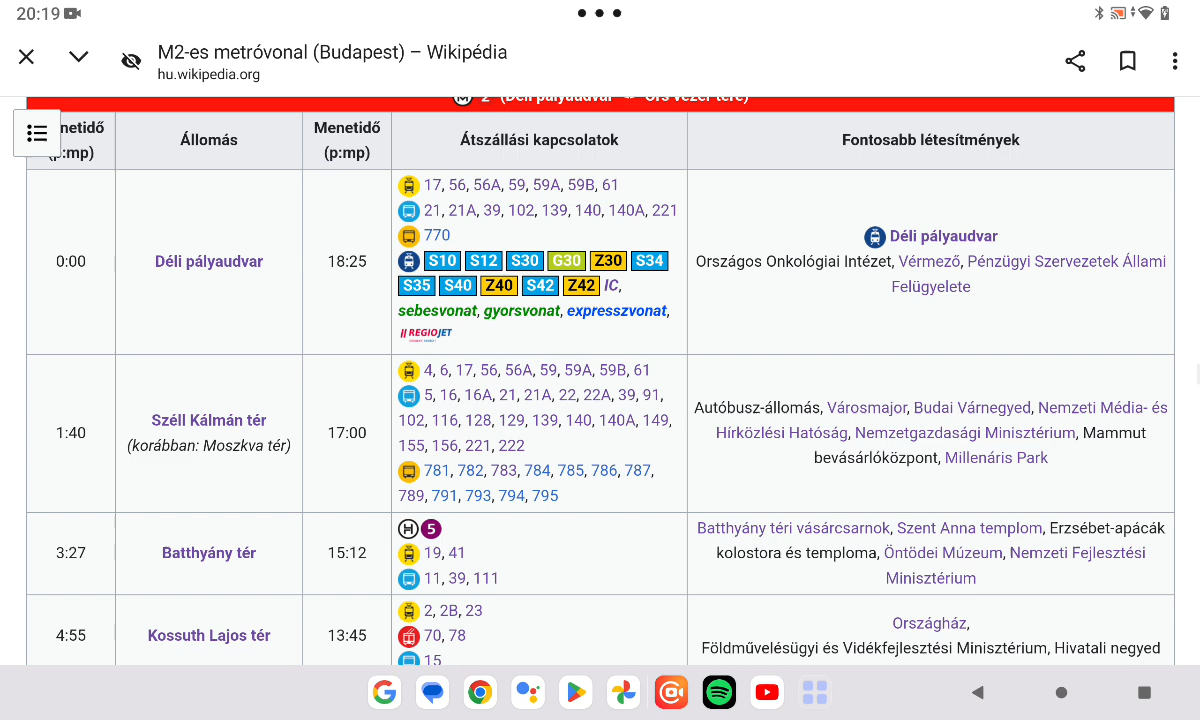 20:19
M2-es metróvonal (Budapest) – Wikipédia
hu.wikipedia.org
M 2 (Déli pályaudvar ↔ Örs vezér tere)
netidő (p:mp)
Állomás
Menetidő (p:mp)
Átszállási kapcsolatok
Fontosabb létesítmények
0:00
Déli pályaudvar
18:25
17, 56, 56A, 59, 59A, 59B, 61
21, 21A, 39, 102, 139, 140, 140A, 221
770
S10 S12 S30 G30 Z30 S34
S35 S40 Z40 S42 Z42 IC,
sebesvonat, gyorsvonat, expresszvonat,
REGIOJET
Déli pályaudvar
Országos Onkológiai Intézet, Vérmező, Pénzügyi Szervezetek Állami
Felügyelete
1:40
Széll Kálmán tér
(korábban: Moszkva tér)
17:00
4, 6, 17, 56, 56A, 59, 59A, 59B, 61
5, 16, 16A, 21, 21A, 22, 22A, 39, 91,
102, 116, 128, 129, 139, 140, 140A, 149,
155, 156, 221, 222
781, 782, 783, 784, 785, 786, 787,
789, 791, 793, 794, 795
Autóbusz-állomás, Városmajor, Budai Várnegyed, Nemzeti Média- és
Hírközlési Hatóság, Nemzetgazdasági Minisztérium, Mammut
bevásárlóközpont, Millenáris Park
3:27
Batthyány tér
15:12
H 5
19, 41
11, 39, 111
Batthyány téri vásárcsarnok, Szent Anna templom, Erzsébet-apácák
kolostora és temploma, Öntödei Múzeum, Nemzeti Fejlesztési
Minisztérium
4:55
Kossuth Lajos tér
13:45
2, 2B, 23
70, 78
15
Országház,
Földművelésügyi és Vidékfejlesztési Minisztérium, Hivatali negyed